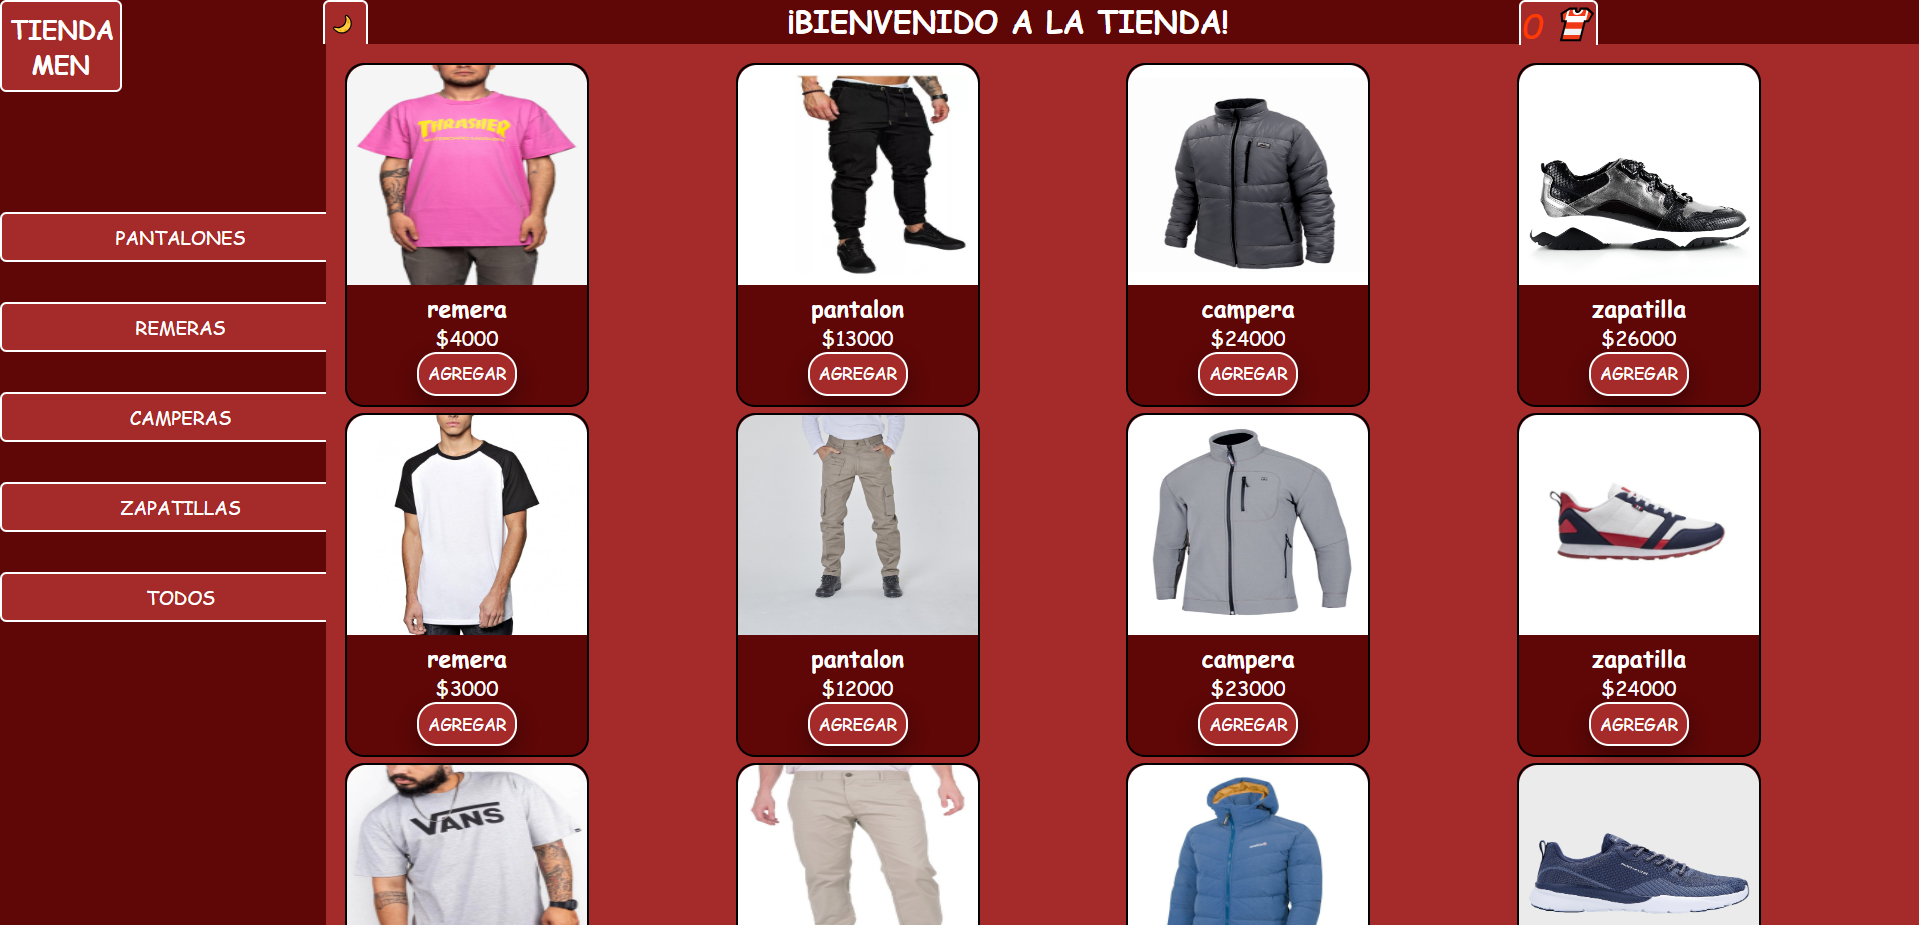 TIENDA
MEN
¡BIENVENIDO A LA TIENDA!
0
PANTALONES
REMERAS
CAMPERAS
ZAPATILLAS
TODOS
THRASHER
remera
$4000
AGREGAR
pantalon
$13000
AGREGAR
campera
$24000
AGREGAR
zapatilla
$26000
AGREGAR
remera
$3000
AGREGAR
pantalon
$12000
AGREGAR
campera
$23000
AGREGAR
zapatilla
$24000
AGREGAR
VANS